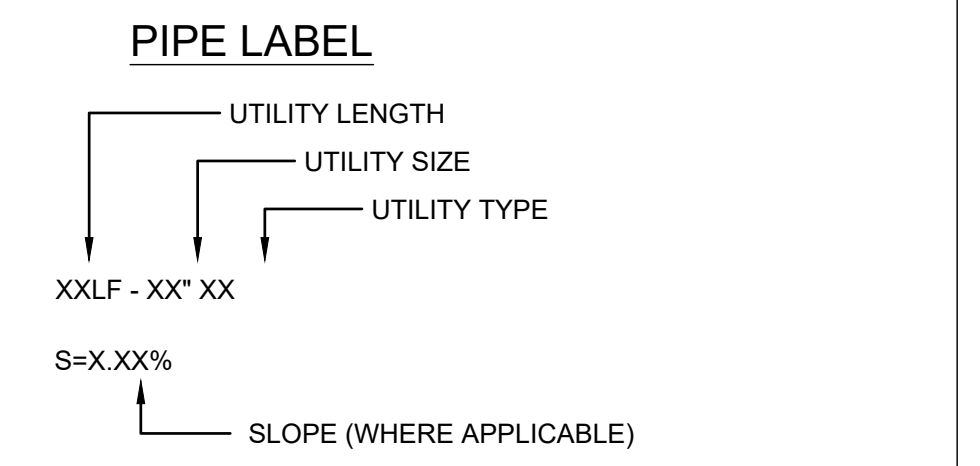 PIPE LABEL
UTILITY LENGTH
UTILITY SIZE
UTILITY TYPE
XXLF - XX" XX
S=X.XX%
SLOPE (WHERE APPLICABLE)